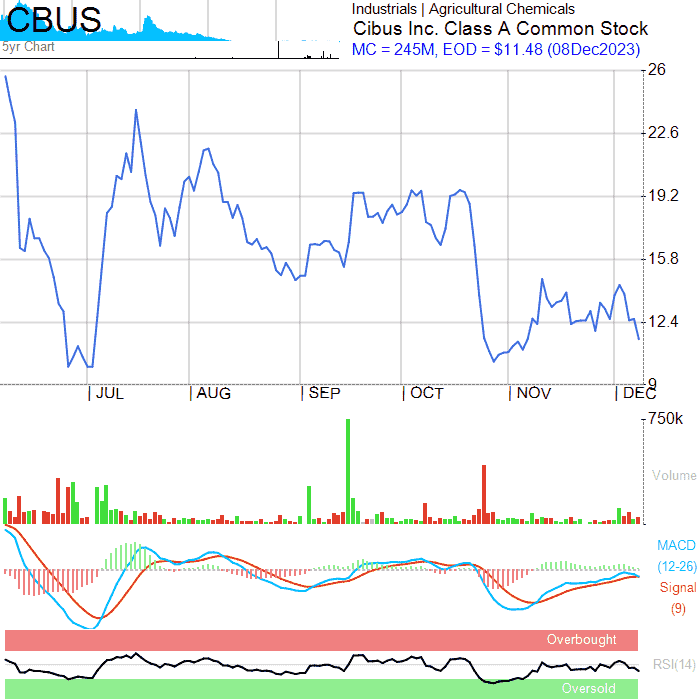 CBUS
5yr Chart
Industrials | Agricultural Chemicals
Cibus Inc. Class A Common Stock
MC = 245M, EOD = $11.48 (08Dec2023)
26
22.6
19.2
15.8
12.4
9
JUL AUG SEP OCT NOV DEC
750k
Volume
MACD
(12-26)
Signal
(9)
Overbought
RSI(14)
Oversold